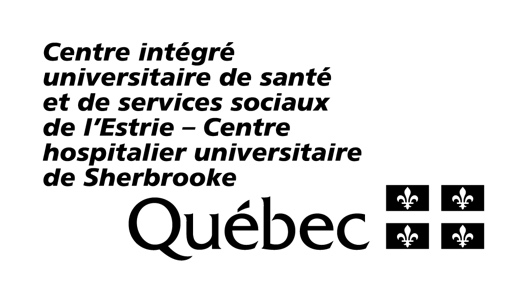 Centre intégré
universitaire de santé
et de services sociaux
de l’Estrie – Centre
hospitalier universitaire
de Sherbrooke
Québec